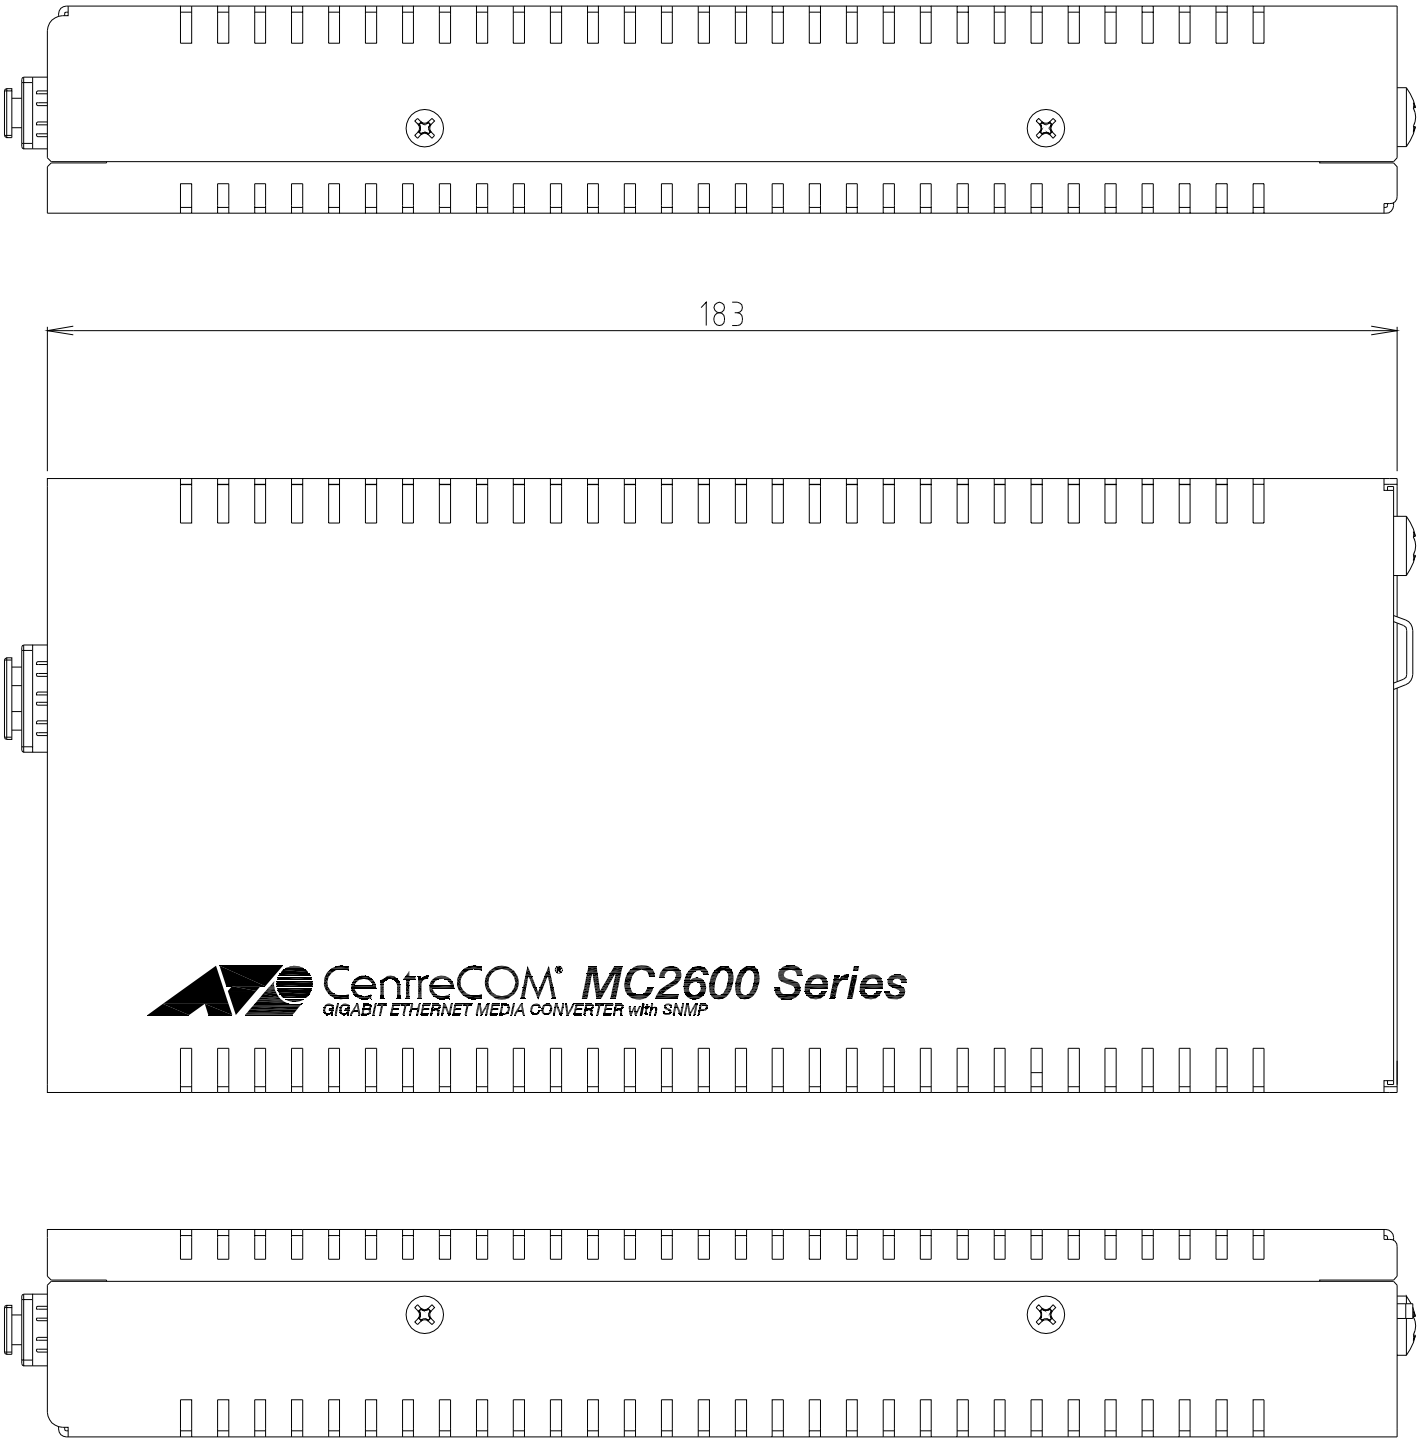 183
CentreCOM® MC2600 Series
GIGABIT ETHERNET MEDIA CONVERTER with SNMP